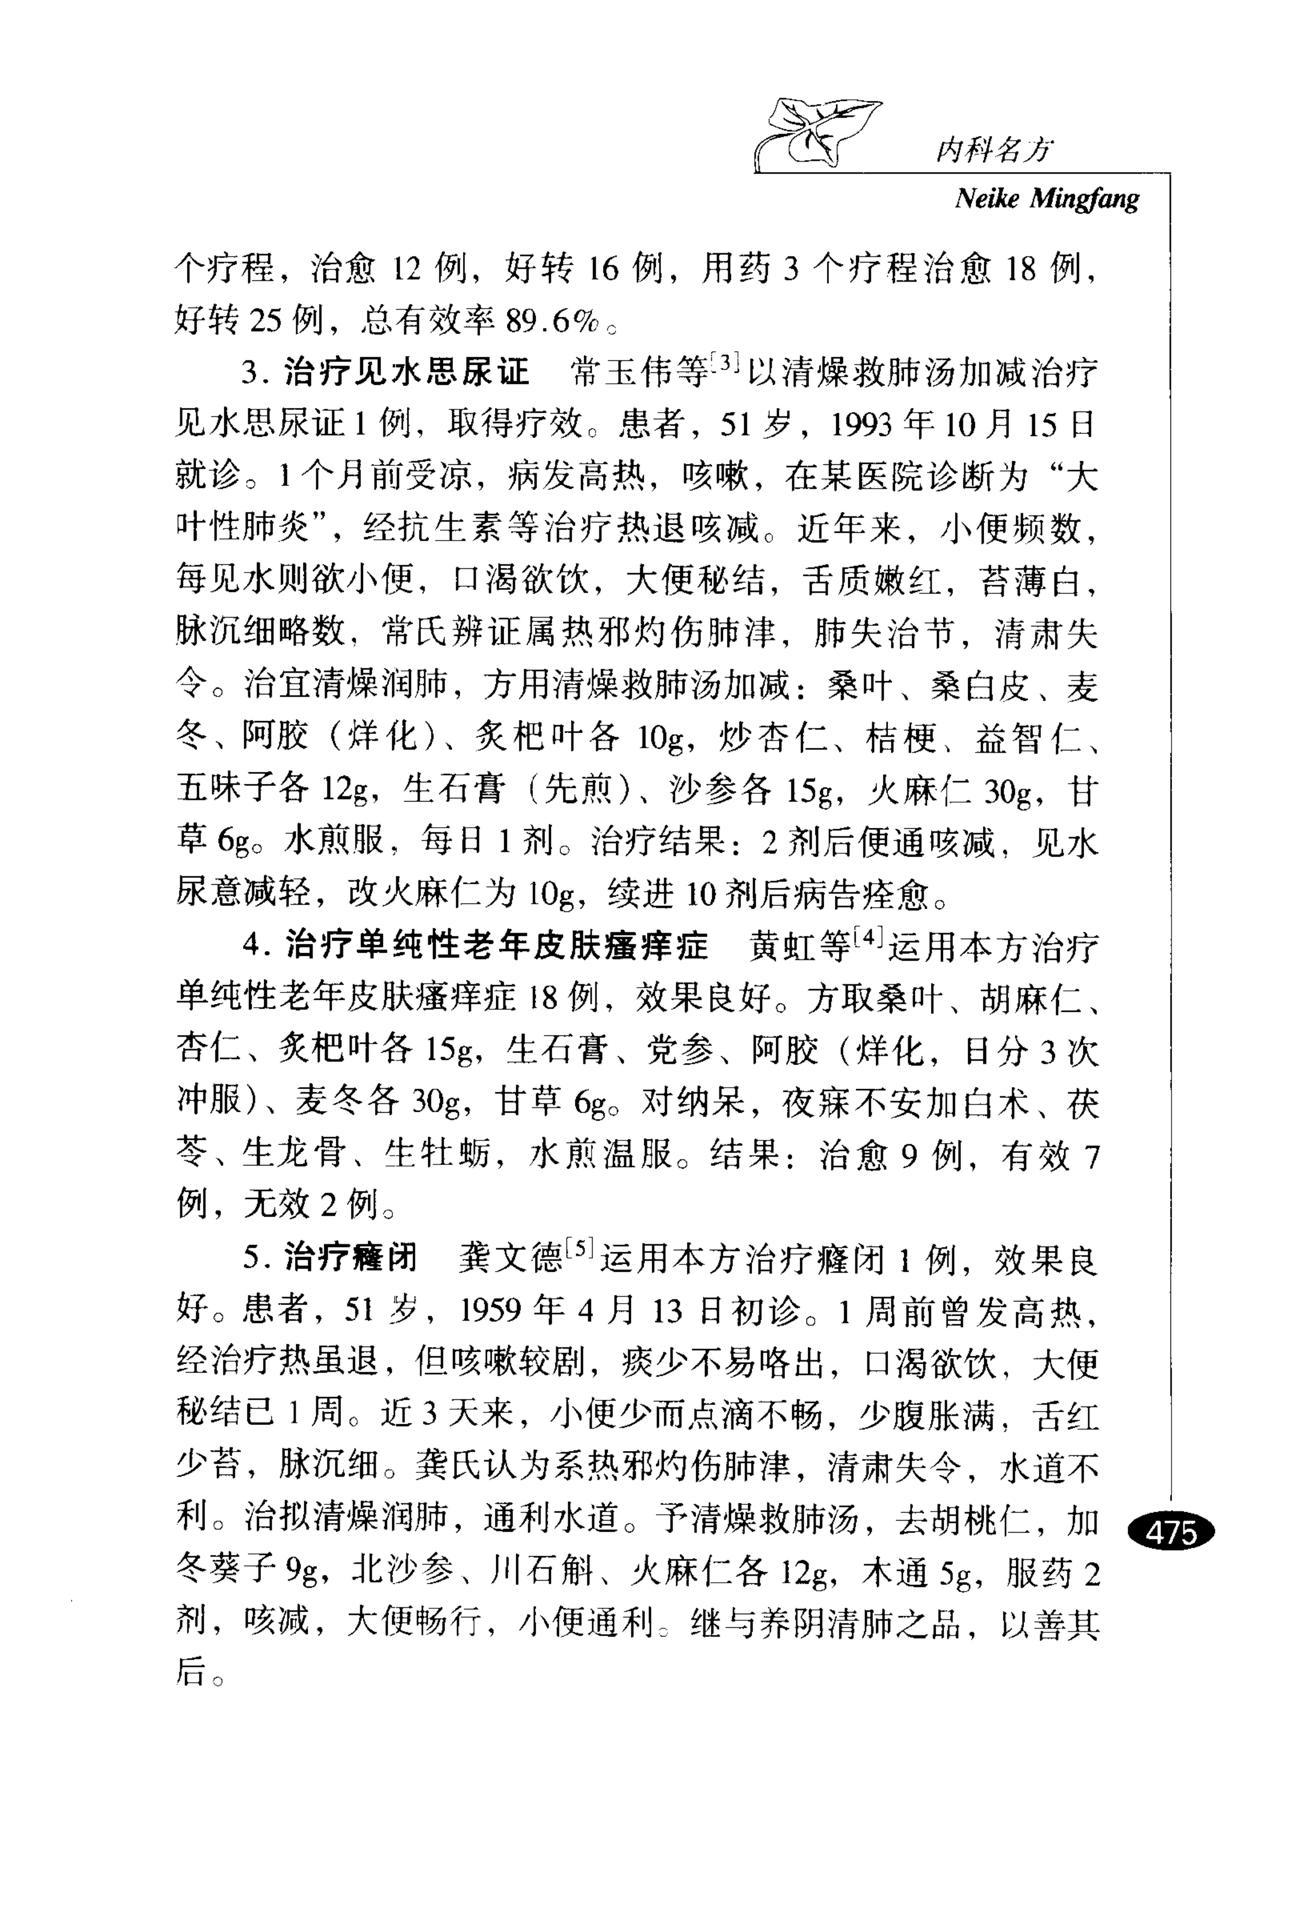 内科名方
Neike Mingfang
个疗程，治愈 12 例，好转 16 例，用药 3 个疗程治愈 18 例，
好转 25 例，总有效率 89.6%。
3. 治疗见水思尿证　常玉伟等[3]以清燥救肺汤加减治疗
见水思尿证 1 例，取得疗效。患者，51 岁，1993 年 10 月 15 日
就诊。1 个月前受凉，病发高热，咳嗽，在某医院诊断为“大
叶性肺炎”，经抗生素等治疗热退咳减。近年来，小便频数，
每见水则欲小便，口渴欲饮，大便秘结，舌质嫩红，苔薄白，
脉沉细略数，常氏辨证属热邪灼伤肺津，肺失治节，清肃失
令。治宜清燥润肺，方用清燥救肺汤加减：桑叶、桑白皮、麦
冬、阿胶（烊化）、炙杷叶各 10g，炒杏仁、桔梗、益智仁、
五味子各 12g，生石膏（先煎）、沙参各 15g，火麻仁 30g，甘
草 6g。水煎服，每日 1 剂。治疗结果：2 剂后便通咳减，见水
尿意减轻，改火麻仁为 10g，续进 10 剂后病告痊愈。
4. 治疗单纯性老年皮肤瘙痒症　黄虹等[4]运用本方治疗
单纯性老年皮肤瘙痒症 18 例，效果良好。方取桑叶、胡麻仁、
杏仁、炙杷叶各 15g，生石膏、党参、阿胶（烊化，日分 3 次
冲服）、麦冬各 30g，甘草 6g。对纳呆，夜寐不安加白术、茯
苓、生龙骨、生牡蛎，水煎温服。结果：治愈 9 例，有效 7
例，无效 2 例。
5. 治疗癃闭　龚文德[5]运用本方治疗癃闭 1 例，效果良
好。患者，51 岁，1959 年 4 月 13 日初诊。1 周前曾发高热，
经治疗热虽退，但咳嗽较剧，痰少不易咯出，口渴欲饮，大便
秘结已 1 周。近 3 天来，小便少而点滴不畅，少腹胀满，舌红
少苔，脉沉细。龚氏认为系热邪灼伤肺津，清肃失令，水道不
利。治拟清燥润肺，通利水道。予清燥救肺汤，去胡桃仁，加
冬葵子 9g，北沙参、川石斛、火麻仁各 12g，木通 5g，服药 2
剂，咳减，大便畅行，小便通利。继与养阴清肺之品，以善其
后。
475